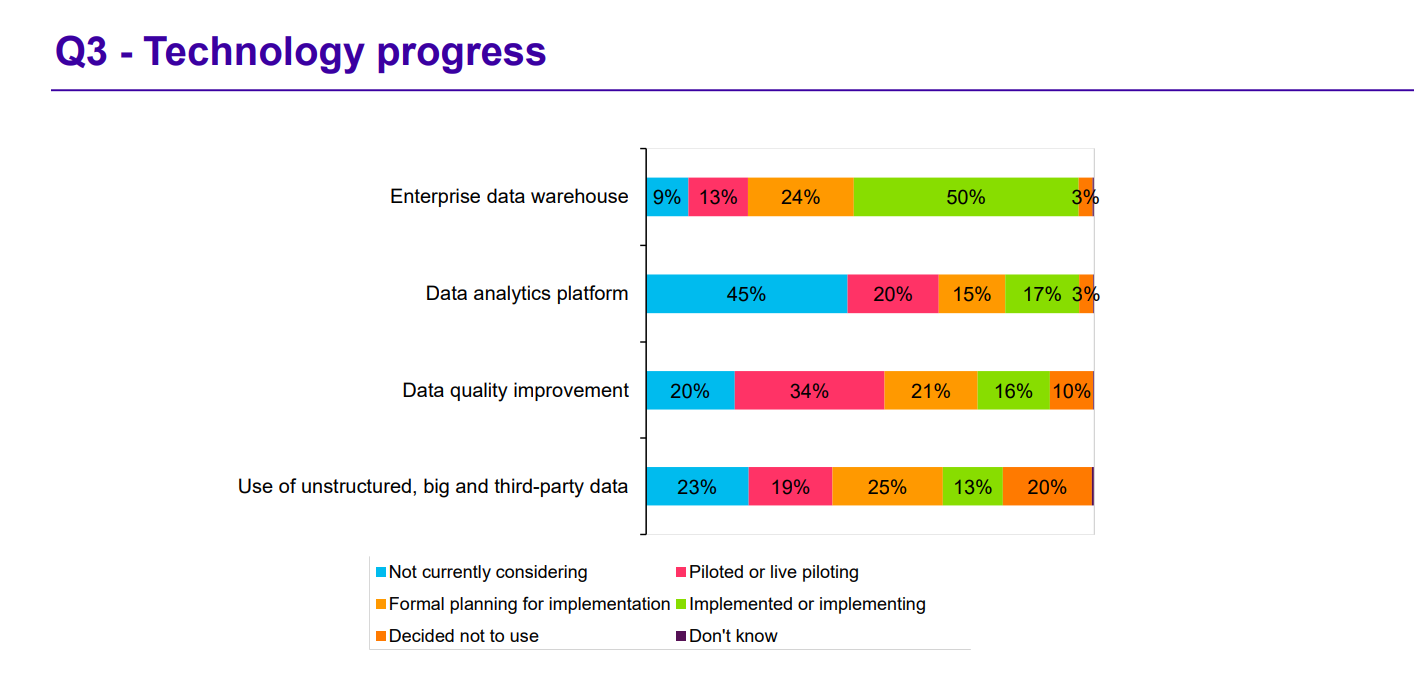 Q3 - Technology progress
Enterprise data warehouse 9% 13% 24% 50% 3%
Data analytics platform 45% 20% 15% 17% 3%
Data quality improvement 20% 34% 21% 16% 10%
Use of unstructured, big and third-party data 23% 19% 25% 13% 20%
Not currently considering Piloted or live piloting
Formal planning for implementation Implemented or implementing
Decided not to use Don't know